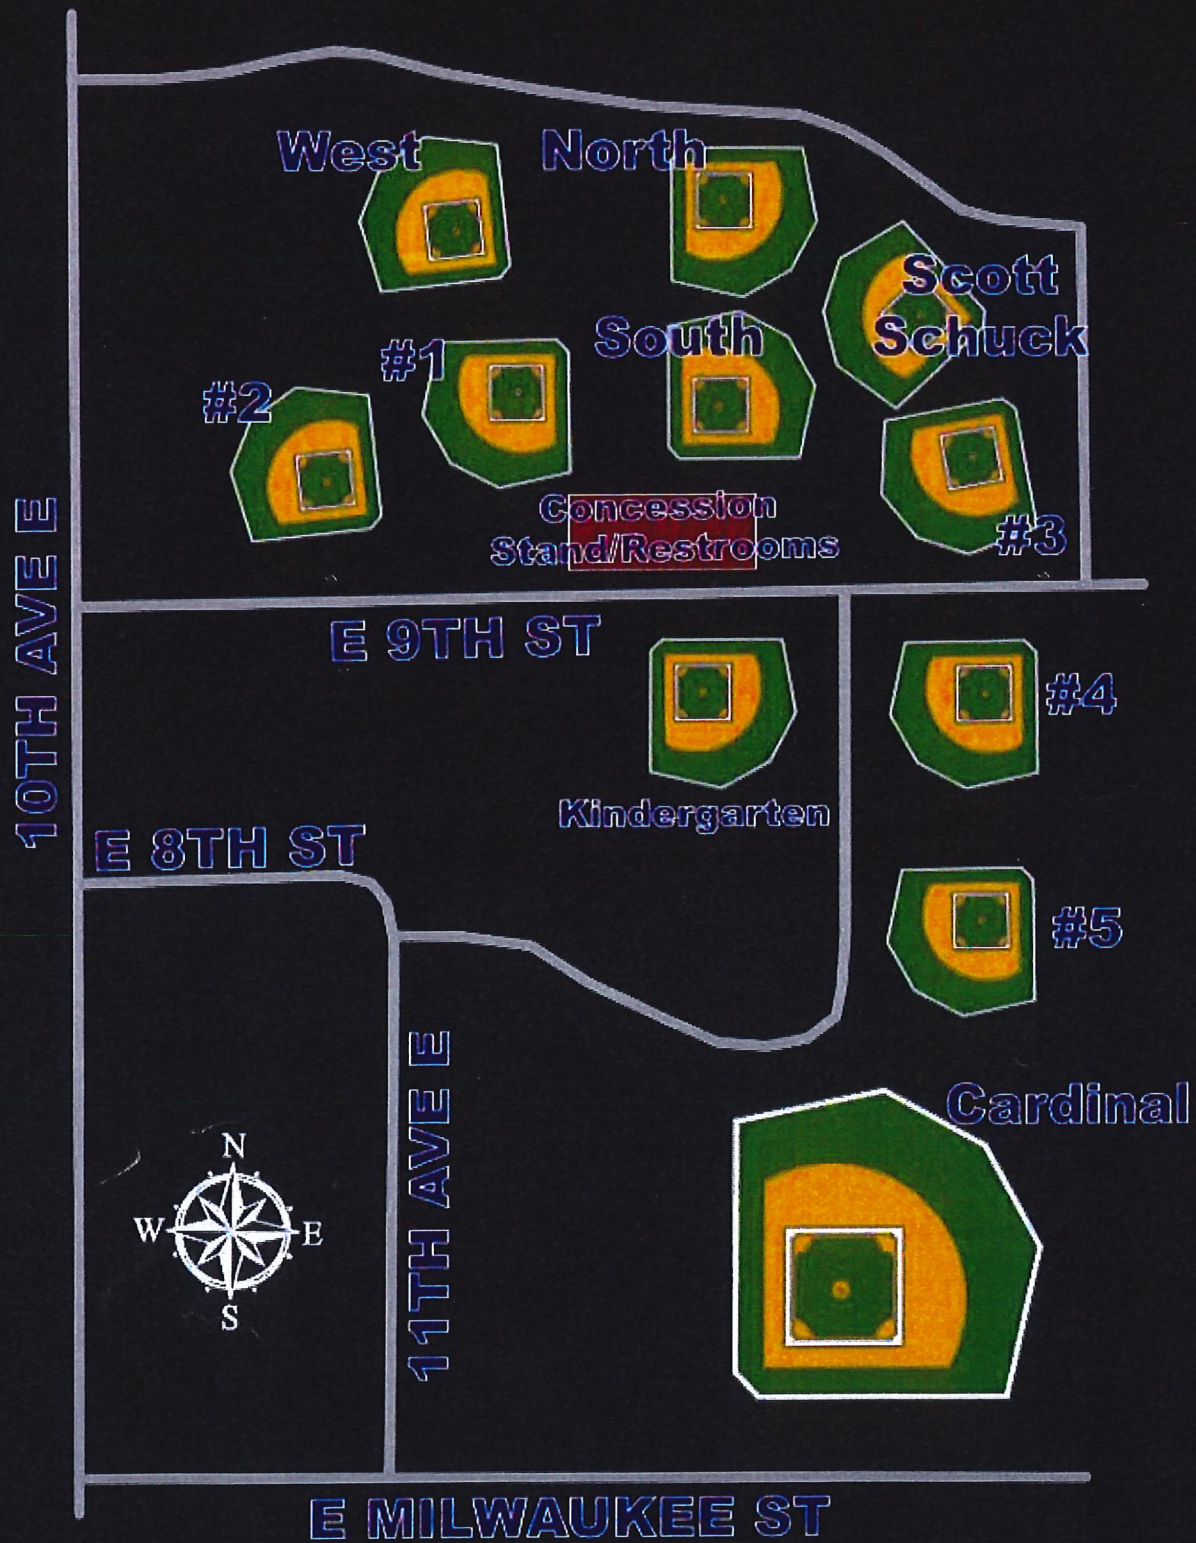 West
North
Scott
Schuck
South
#1
#2
Concession
Stand/Restrooms
#3
10TH AVE E
E 9TH ST
#4
Kindergarten
E 8TH ST
#5
11TH AVE E
Cardinal
N
W
E
S
E MILWAUKEE ST